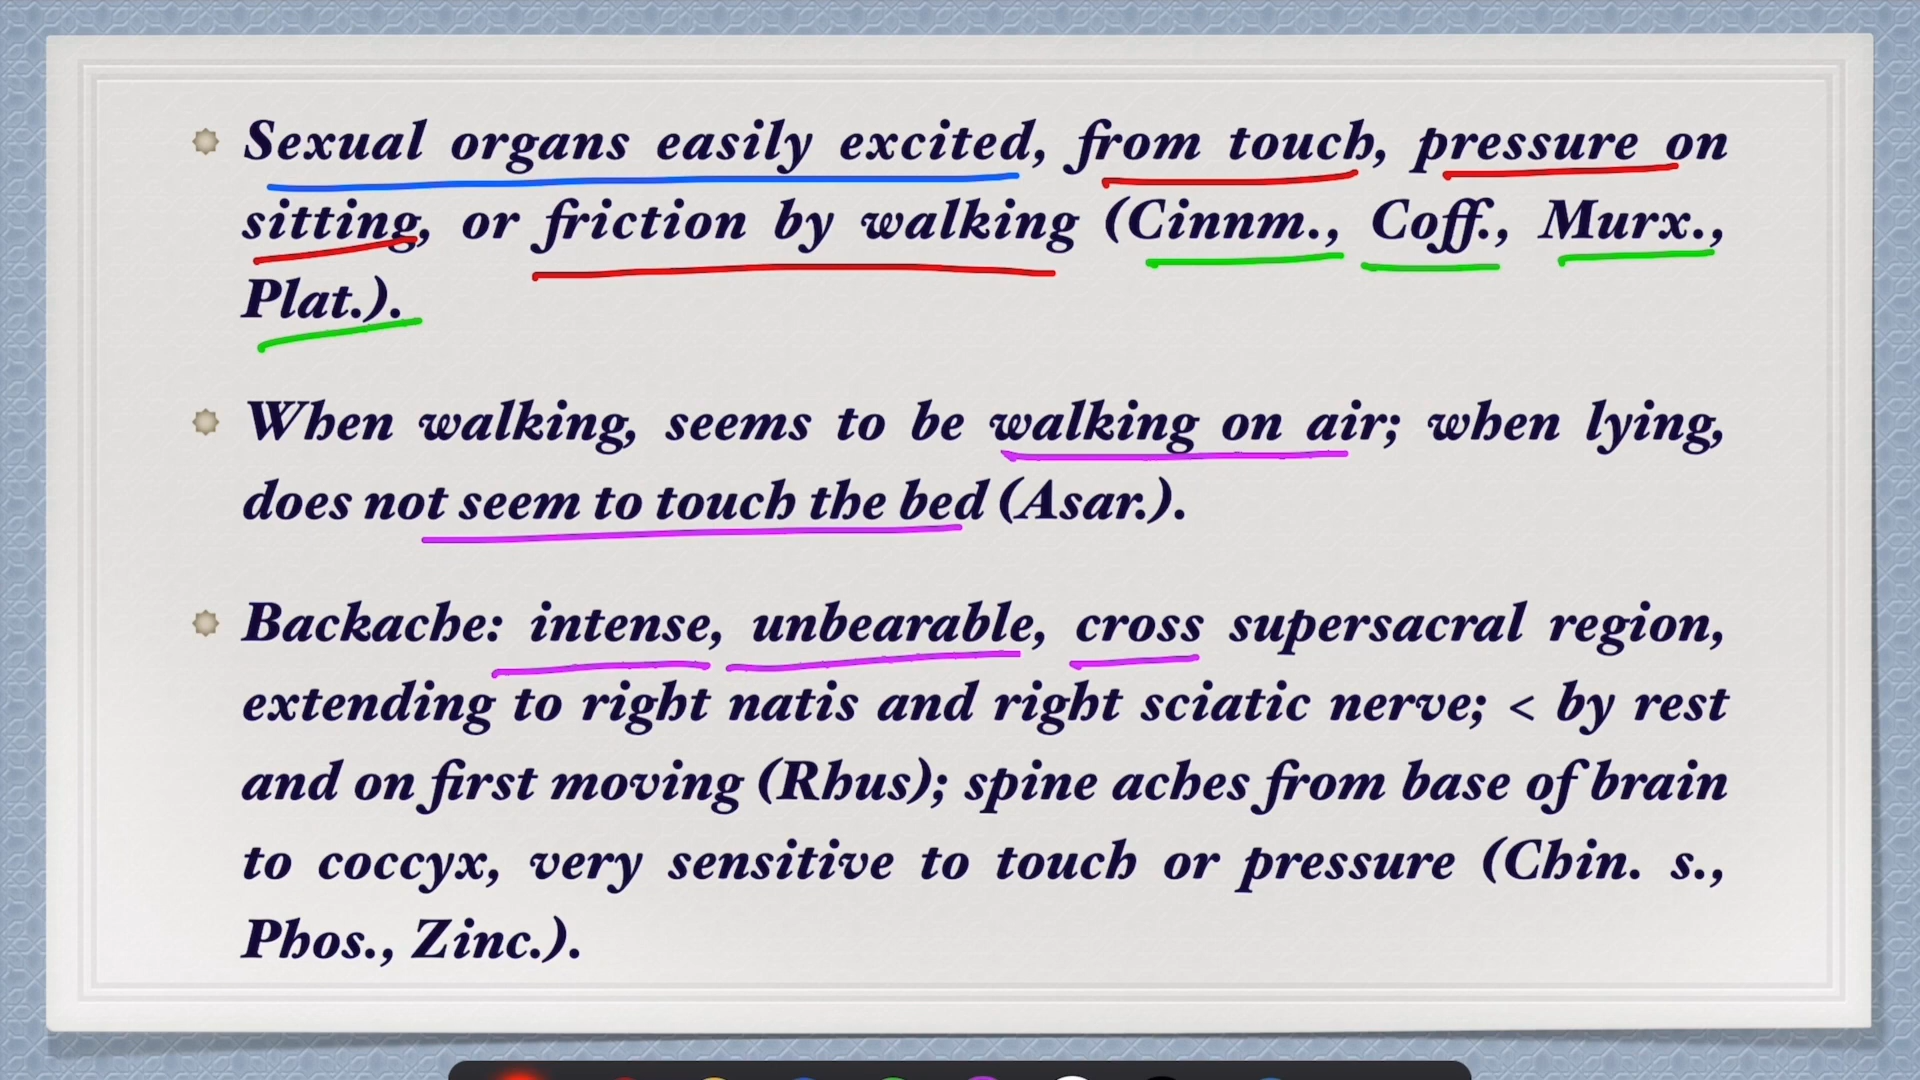 Sexual organs easily excited, from touch, pressure on
sitting, or friction by walking (Cinnm., Coff., Murx.,
Plat.).
When walking, seems to be walking on air; when lying,
does not seem to touch the bed (Asar.).
Backache: intense, unbearable, cross supersacral region,
extending to right natis and right sciatic nerve; < by rest
and on first moving (Rhus); spine aches from base of brain
to coccyx, very sensitive to touch or pressure (Chin. s.,
Phos., Zinc.).